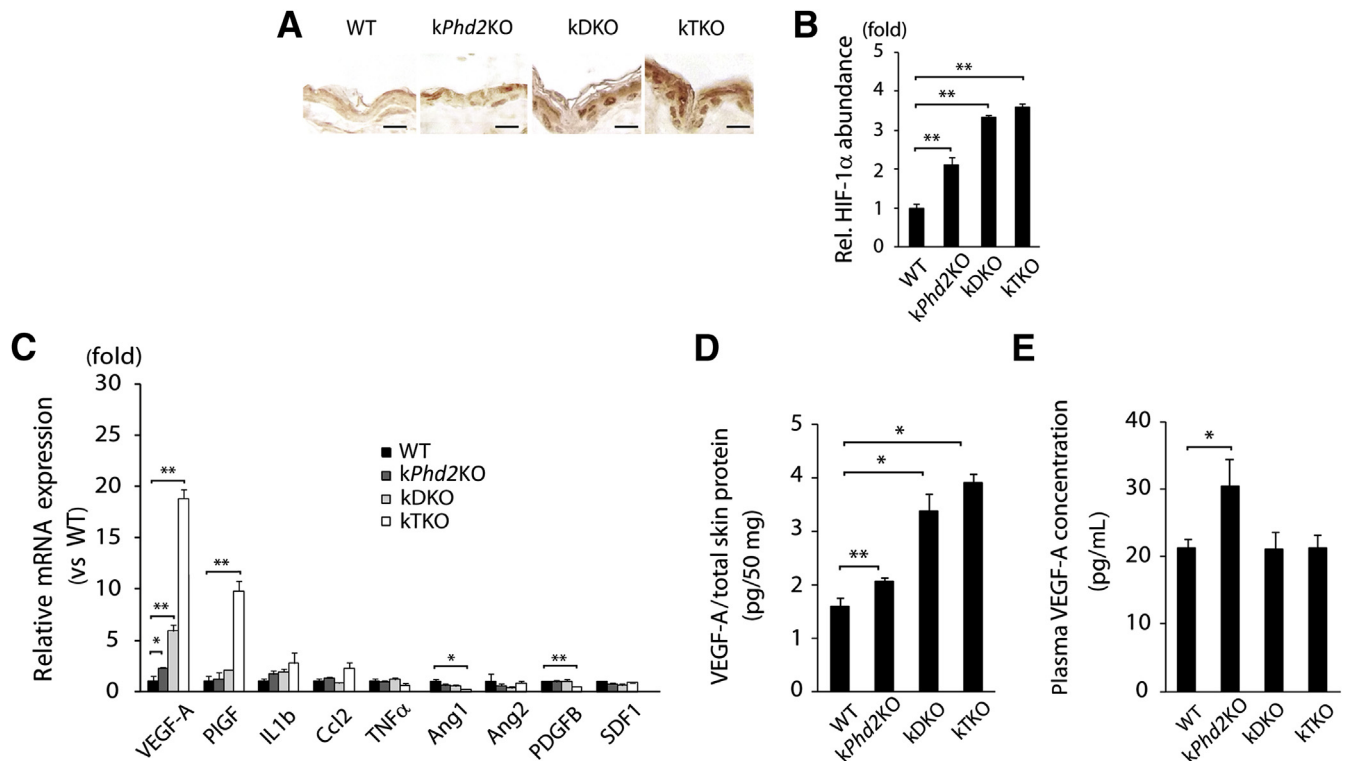 A
WT
kPhd2KO
kDKO
kTKO
B
(fold)
Rel. HIF-1α abundance
5
4
3
2
1
0
**
**
**
WT
kPhd2KO
kDKO
kTKO
C
(fold)
Relative mRNA expression
(vs WT)
30
25
20
15
10
5
0
**
**
*
**
*
**
WT
kPhd2KO
kDKO
kTKO
VEGF-A
PlGF
IL1b
Ccl2
TNFα
Ang1
Ang2
PDGFB
SDF1
D
VEGF-A/total skin protein
(pg/50 mg)
5
4
3
2
1
0
*
*
**
WT
kPhd2KO
kDKO
kTKO
E
Plasma VEGF-A concentration
(pg/mL)
40
30
20
10
0
*
WT
kPhd2KO
kDKO
kTKO